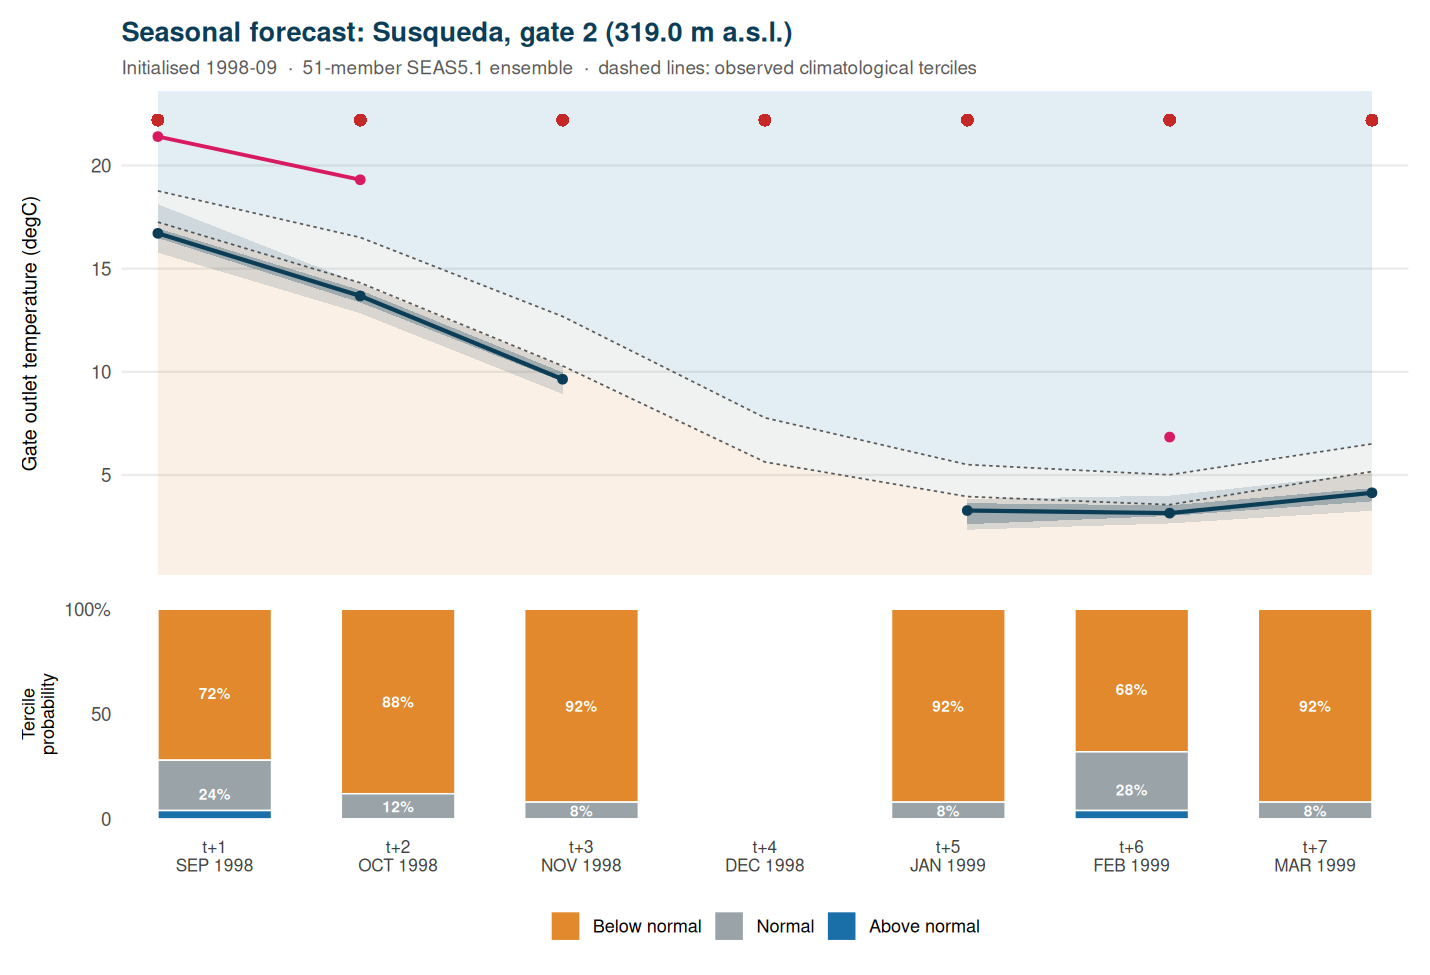 Seasonal forecast: Susqueda, gate 2 (319.0 m a.s.l.)
Initialised 1998-09 · 51-member SEAS5.1 ensemble · dashed lines: observed climatological terciles
Gate outlet temperature (degC)
20
15
10
5
Tercile
probability
100%
50
0
72%
24%
88%
12%
92%
8%
92%
8%
68%
28%
92%
8%
t+1
SEP 1998
t+2
OCT 1998
t+3
NOV 1998
t+4
DEC 1998
t+5
JAN 1999
t+6
FEB 1999
t+7
MAR 1999
Below normal
Normal
Above normal